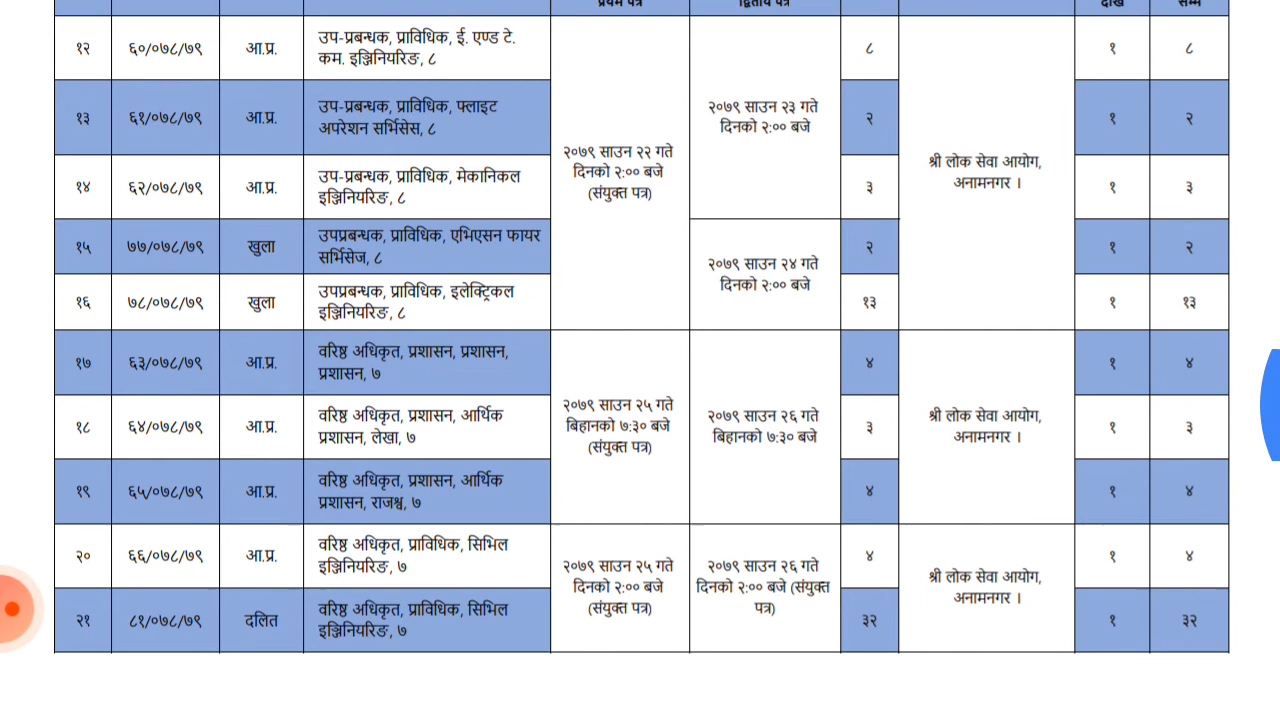 प्रथम पत्र द्वितीय पत्र देखि सम्म
१२ ६०/०७८/७९ आ.प्र. उप-प्रबन्धक, प्राविधिक, ई. एण्ड टे.
कम. इञ्जिनियरिङ, ८ ८ १ ८
१३ ६१/०७८/७९ आ.प्र. उप-प्रबन्धक, प्राविधिक, फ्लाइट
अपरेशन सर्भिसेस, ८ २ १ २
२०७९ साउन २३ गते
दिनको २:०० बजे
२०७९ साउन २२ गते
दिनको २:०० बजे
(संयुक्त पत्र)
श्री लोक सेवा आयोग,
अनामनगर ।
१४ ६२/०७८/७९ आ.प्र. उप-प्रबन्धक, प्राविधिक, मेकानिकल
इञ्जिनियरिङ, ८ ३ १ ३
१५ ७७/०७८/७९ खुला उपप्रबन्धक, प्राविधिक, एभिएसन फायर
सर्भिसेज, ८ २ १ २
२०७९ साउन २४ गते
दिनको २:०० बजे
१६ ७८/०७८/७९ खुला उपप्रबन्धक, प्राविधिक, इलेक्ट्रिकल
इञ्जिनियरिङ, ८ १३ १ १३
१७ ६३/०७८/७९ आ.प्र. वरिष्ठ अधिकृत, प्रशासन, प्रशासन,
प्रशासन, ७ ४ १ ४
२०७९ साउन २५ गते
बिहानको ७:३० बजे
(संयुक्त पत्र)
२०७९ साउन २६ गते
बिहानको ७:३० बजे
श्री लोक सेवा आयोग,
अनामनगर ।
१८ ६४/०७८/७९ आ.प्र. वरिष्ठ अधिकृत, प्रशासन, आर्थिक
प्रशासन, लेखा, ७ ३ १ ३
१९ ६५/०७८/७९ आ.प्र. वरिष्ठ अधिकृत, प्रशासन, आर्थिक
प्रशासन, राजश्व, ७ ४ १ ४
२० ६६/०७८/७९ आ.प्र. वरिष्ठ अधिकृत, प्राविधिक, सिभिल
इञ्जिनियरिङ, ७ ४ १ ४
२०७९ साउन २५ गते
दिनको २:०० बजे
(संयुक्त पत्र)
२०७९ साउन २६ गते
दिनको २:०० बजे (संयुक्त
पत्र)
श्री लोक सेवा आयोग,
अनामनगर ।
२१ ८१/०७८/७९ दलित वरिष्ठ अधिकृत, प्राविधिक, सिभिल
इञ्जिनियरिङ, ७ ३२ १ ३२